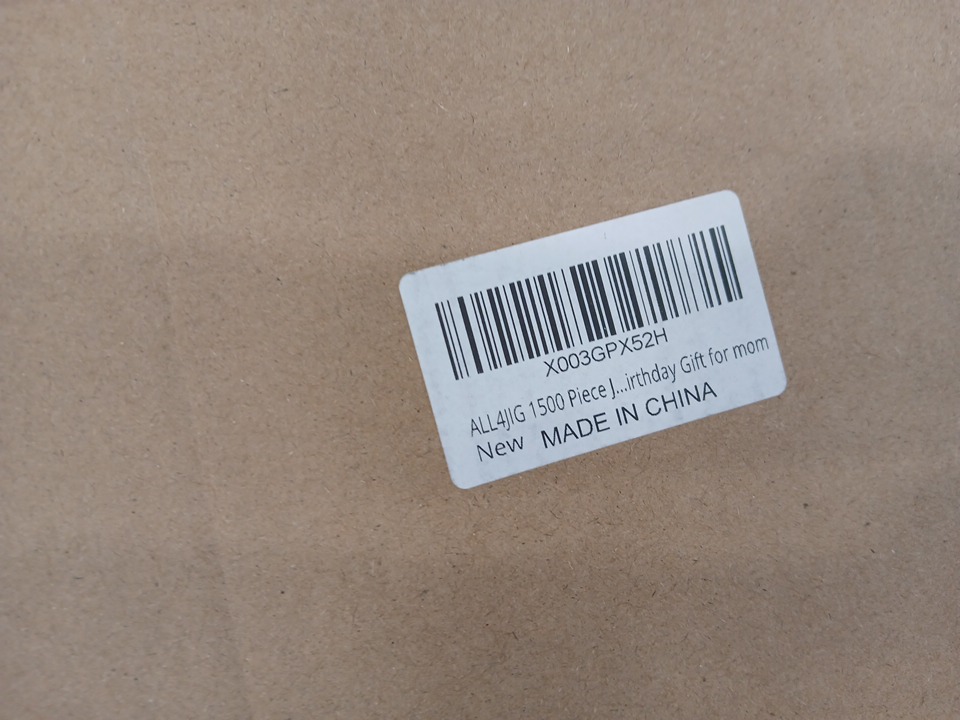 X003GPX52H
ALL4JIG 1500 Piece J...irthday Gift for mom
New MADE IN CHINA